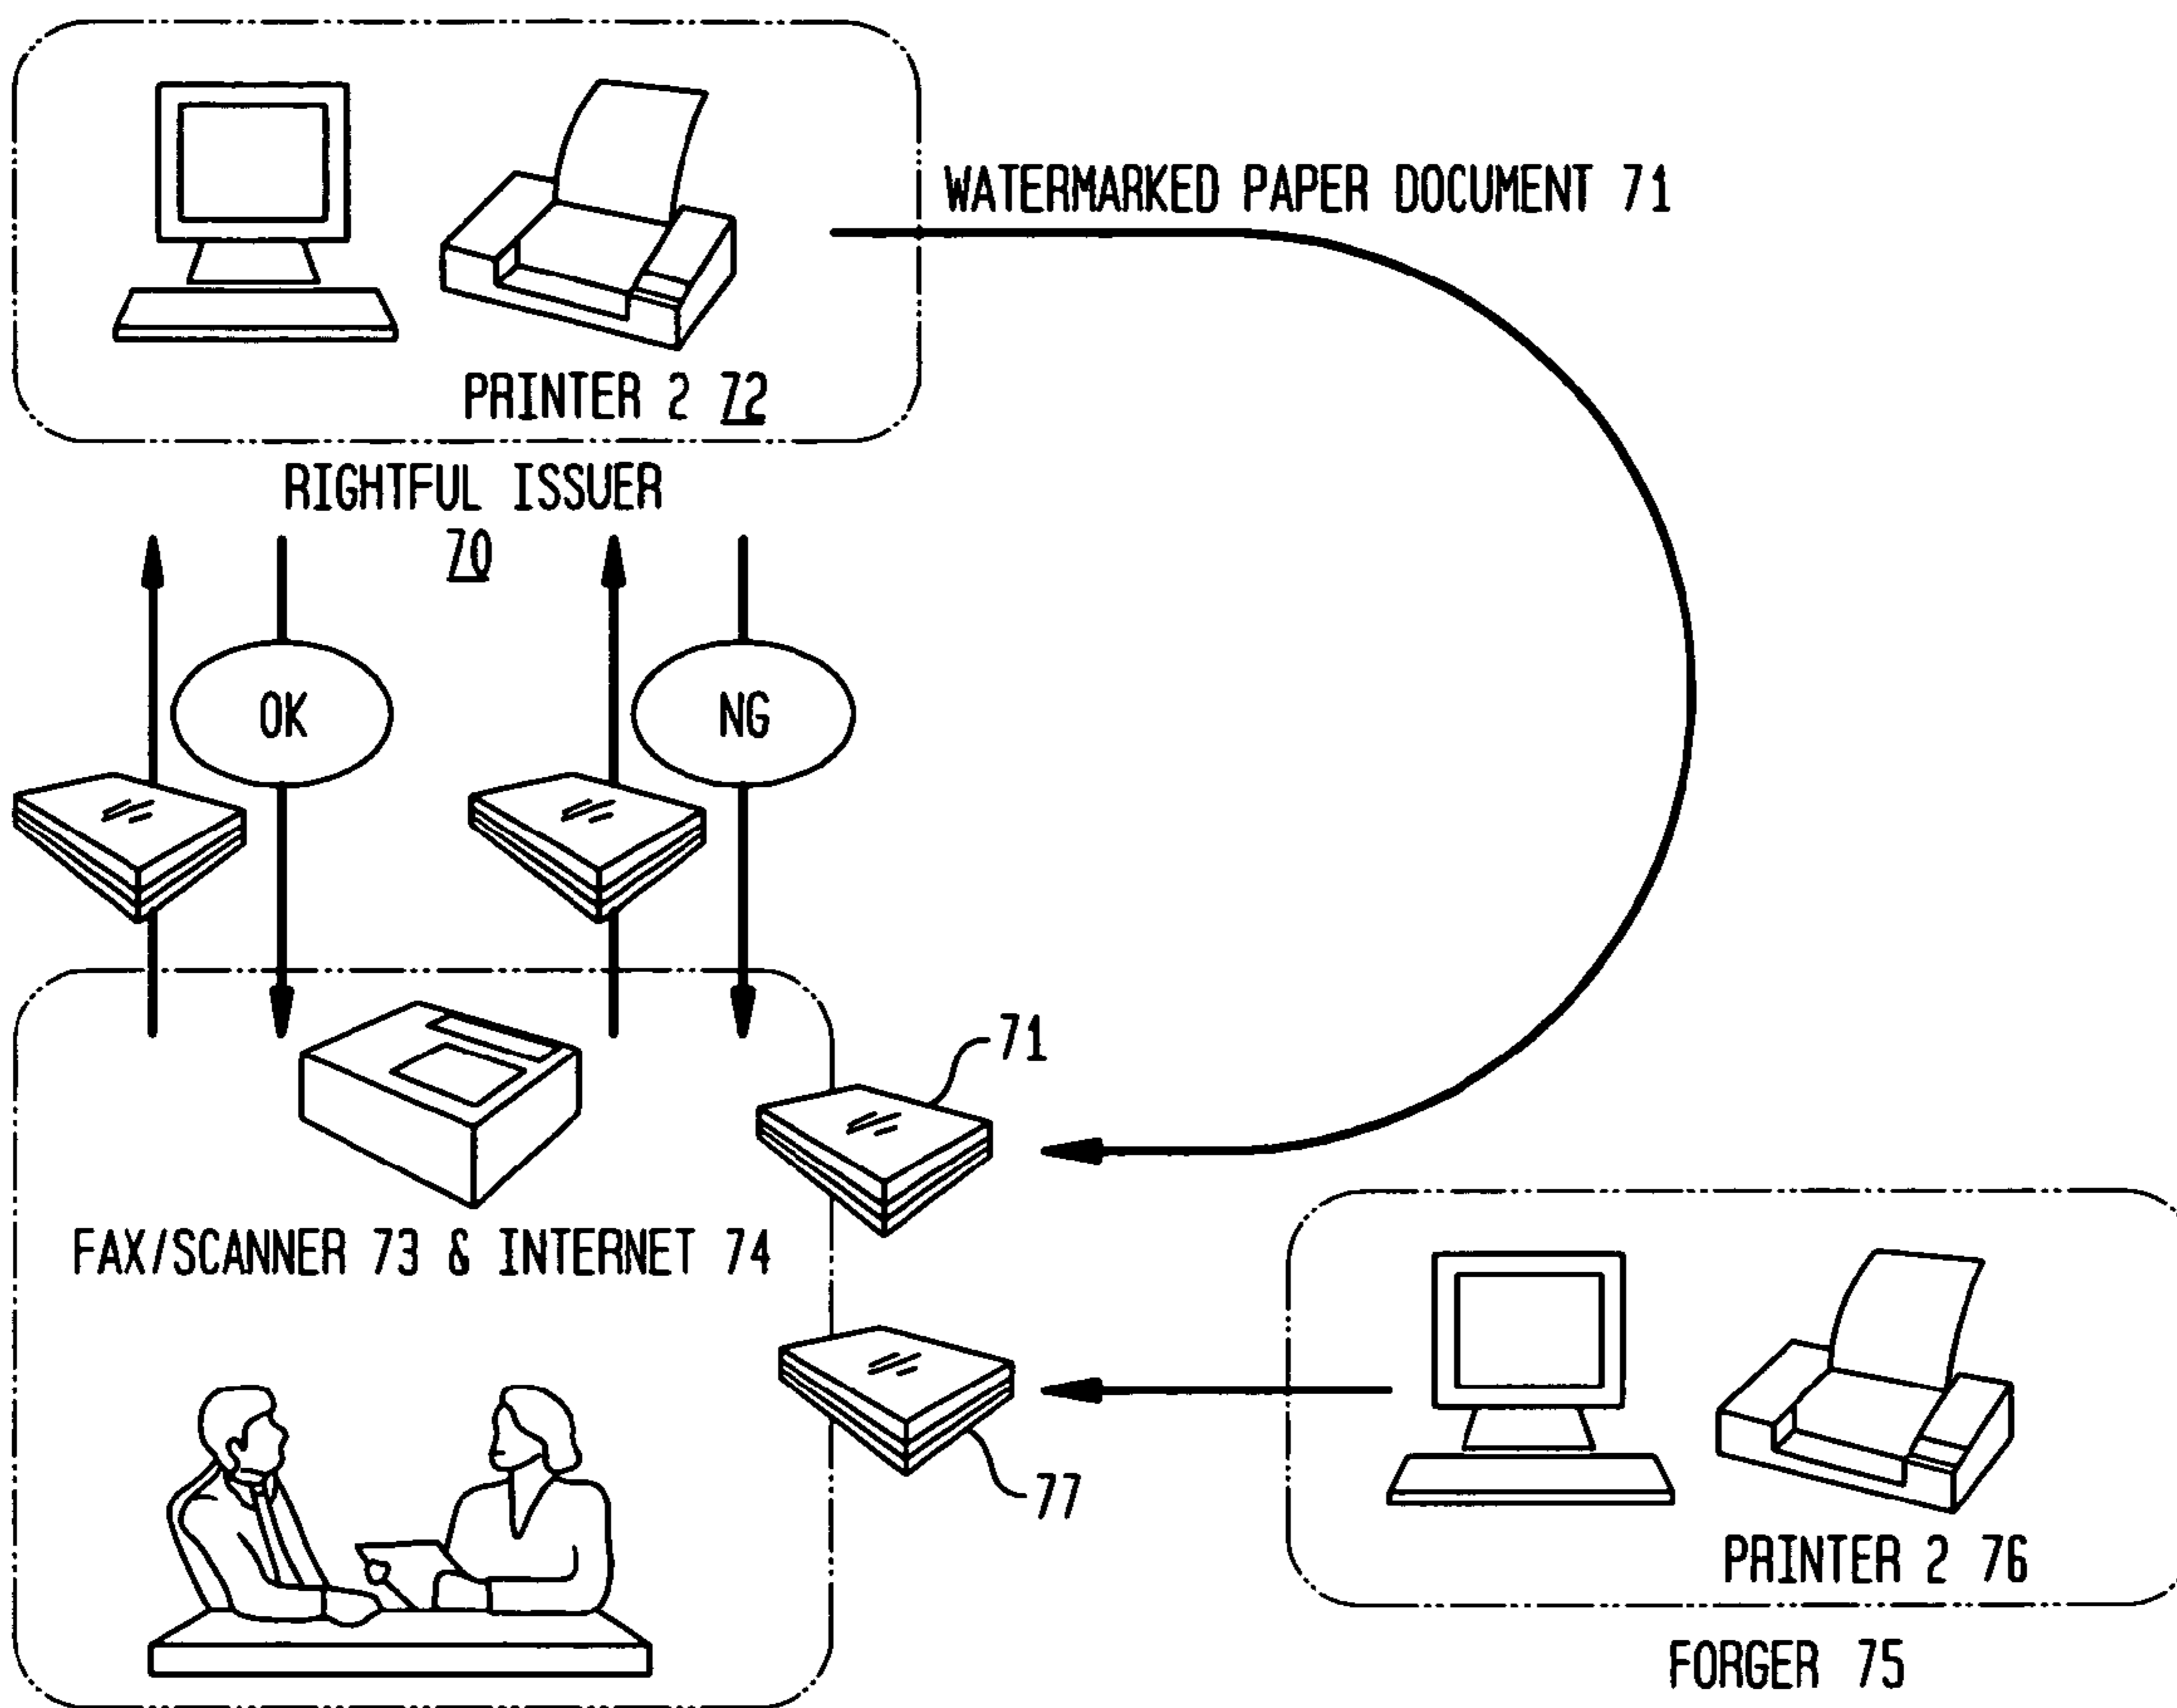 WATERMARKED PAPER DOCUMENT 71
PRINTER 2 72
RIGHTFUL ISSUER
70
OK
NG
71
FAX/SCANNER 73 & INTERNET 74
77
PRINTER 2 76
FORGER 75